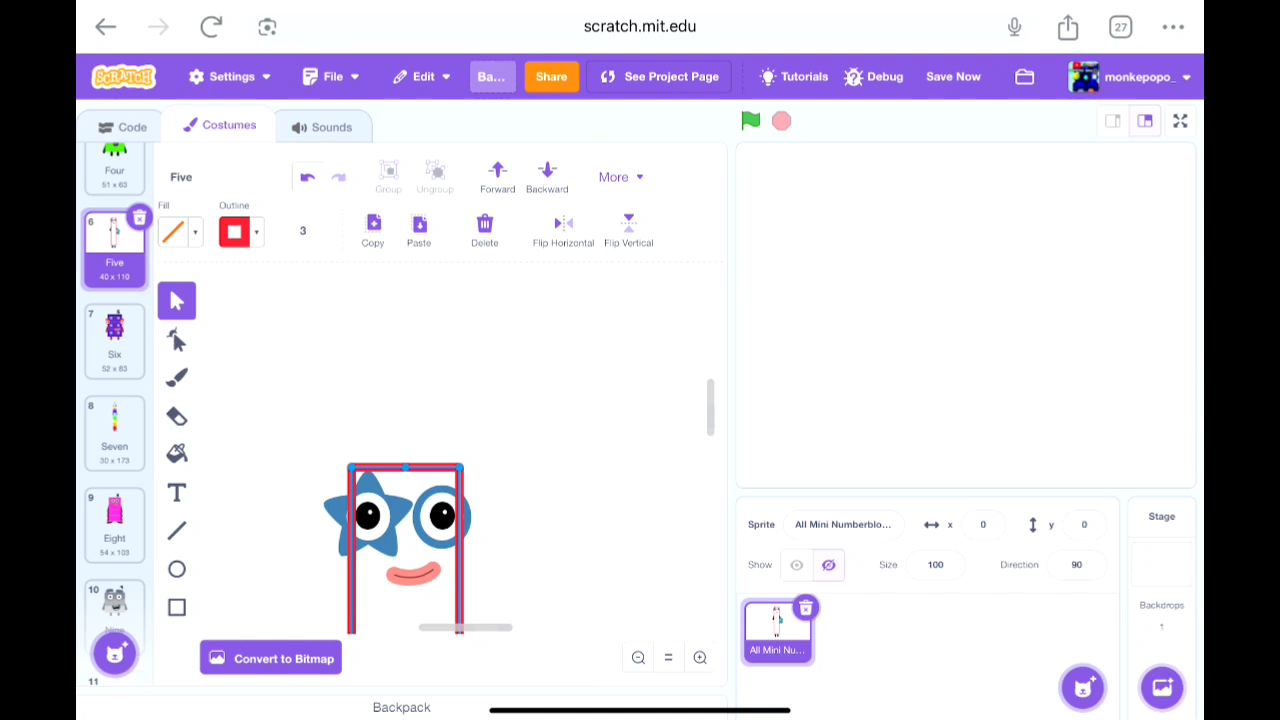 scratch.mit.edu
27
SCRATCH
Settings
File
Edit
Ba...
Share
See Project Page
Tutorials
Debug
Save Now
monkepopo_
Code
Costumes
Sounds
Four
51 x 63
6
Five
40 x 110
7
Six
52 x 83
8
Seven
30 x 173
9
Eight
54 x 103
10
Nine
11
Five
Group
Ungroup
Forward
Backward
More
Fill
Outline
3
Copy
Paste
Delete
Flip Horizontal
Flip Vertical
T
Convert to Bitmap
Backpack
Sprite
All Mini Numberblo...
x
0
y
0
Show
Size
100
Direction
90
All Mini Nu...
Stage
Backdrops
1